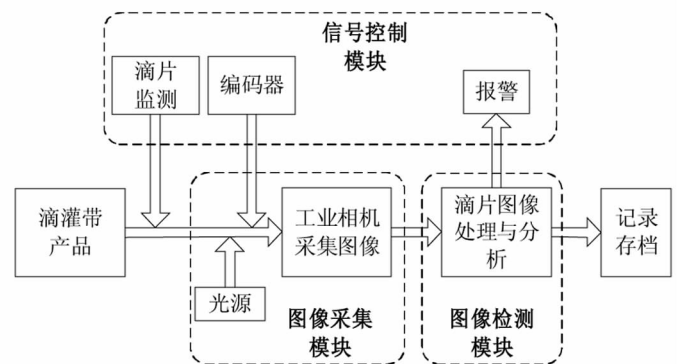 信号控制
模块
滴片
监测
编码器
报警
滴灌带
产品
工业相机
采集图像
滴片图像
处理与分
析
记录
存档
光源
图像采集
模块
图像检测
模块